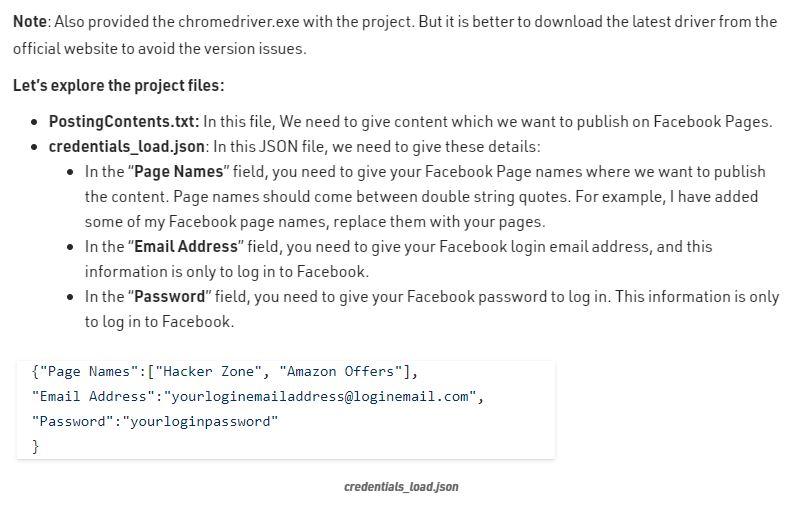 Note: Also provided the chromedriver.exe with the project. But it is better to download the latest driver from the
official website to avoid the version issues.
Let's explore the project files:
• PostingContents.txt: In this file, We need to give content which we want to publish on Facebook Pages.
• credentials_load.json: In this JSON file, we need to give these details:
• In the “Page Names” field, you need to give your Facebook Page names where we want to publish
the content. Page names should come between double string quotes. For example, I have added
some of my Facebook page names, replace them with your pages.
• In the “Email Address” field, you need to give your Facebook login email address, and this
information is only to log in to Facebook.
• In the “Password” field, you need to give your Facebook password to log in. This information is only
to log in to Facebook.
{"Page Names":["Hacker Zone", "Amazon Offers"],
"Email Address":"yourloginemailaddress@loginemail.com",
"Password":"yourloginpassword"
}
credentials_load.json